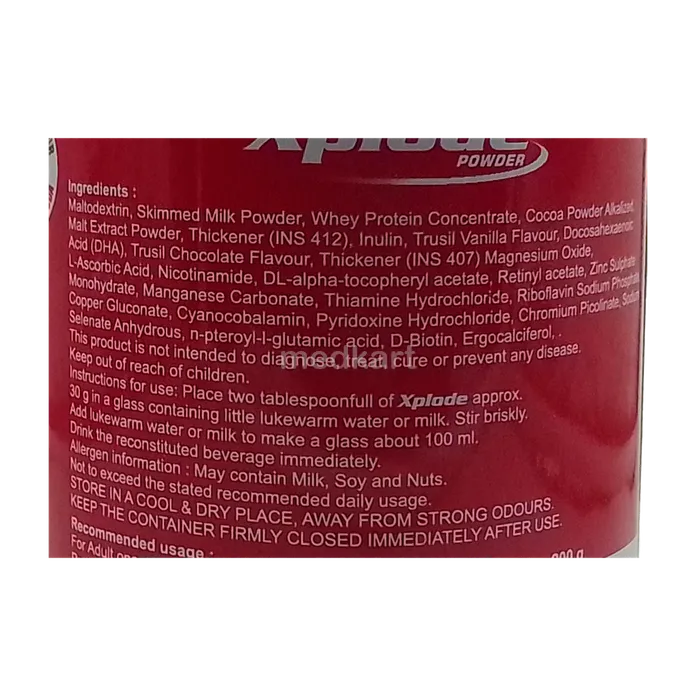 Xplode
POWDER
Ingredients :
Maltodextrin, Skimmed Milk Powder, Whey Protein Concentrate, Cocoa Powder Alkalized,
Malt Extract Powder, Thickener (INS 412), Inulin, Trusil Vanilla Flavour, Docosahexaenoic
Acid (DHA), Trusil Chocolate Flavour, Thickener (INS 407) Magnesium Oxide,
L-Ascorbic Acid, Nicotinamide, DL-alpha-tocopheryl acetate, Retinyl acetate, Zinc Sulphate
Monohydrate, Manganese Carbonate, Thiamine Hydrochloride, Riboflavin Sodium Phosphate,
Copper Gluconate, Cyanocobalamin, Pyridoxine Hydrochloride, Chromium Picolinate, Sodium
Selenate Anhydrous, n-pteroyl-l-glutamic acid, D-Biotin, Ergocalciferol, .
This product is not intended to diagnose, treat, cure or prevent any disease.
medkart
Keep out of reach of children.
Instructions for use: Place two tablespoonfull of Xplode approx.
30 g in a glass containing little lukewarm water or milk. Stir briskly.
Add lukewarm water or milk to make a glass about 100 ml.
Drink the reconstituted beverage immediately.
Allergen information : May contain Milk, Soy and Nuts.
Not to exceed the stated recommended daily usage.
STORE IN A COOL & DRY PLACE, AWAY FROM STRONG ODOURS.
KEEP THE CONTAINER FIRMLY CLOSED IMMEDIATELY AFTER USE.
Recommended usage :
For Adult